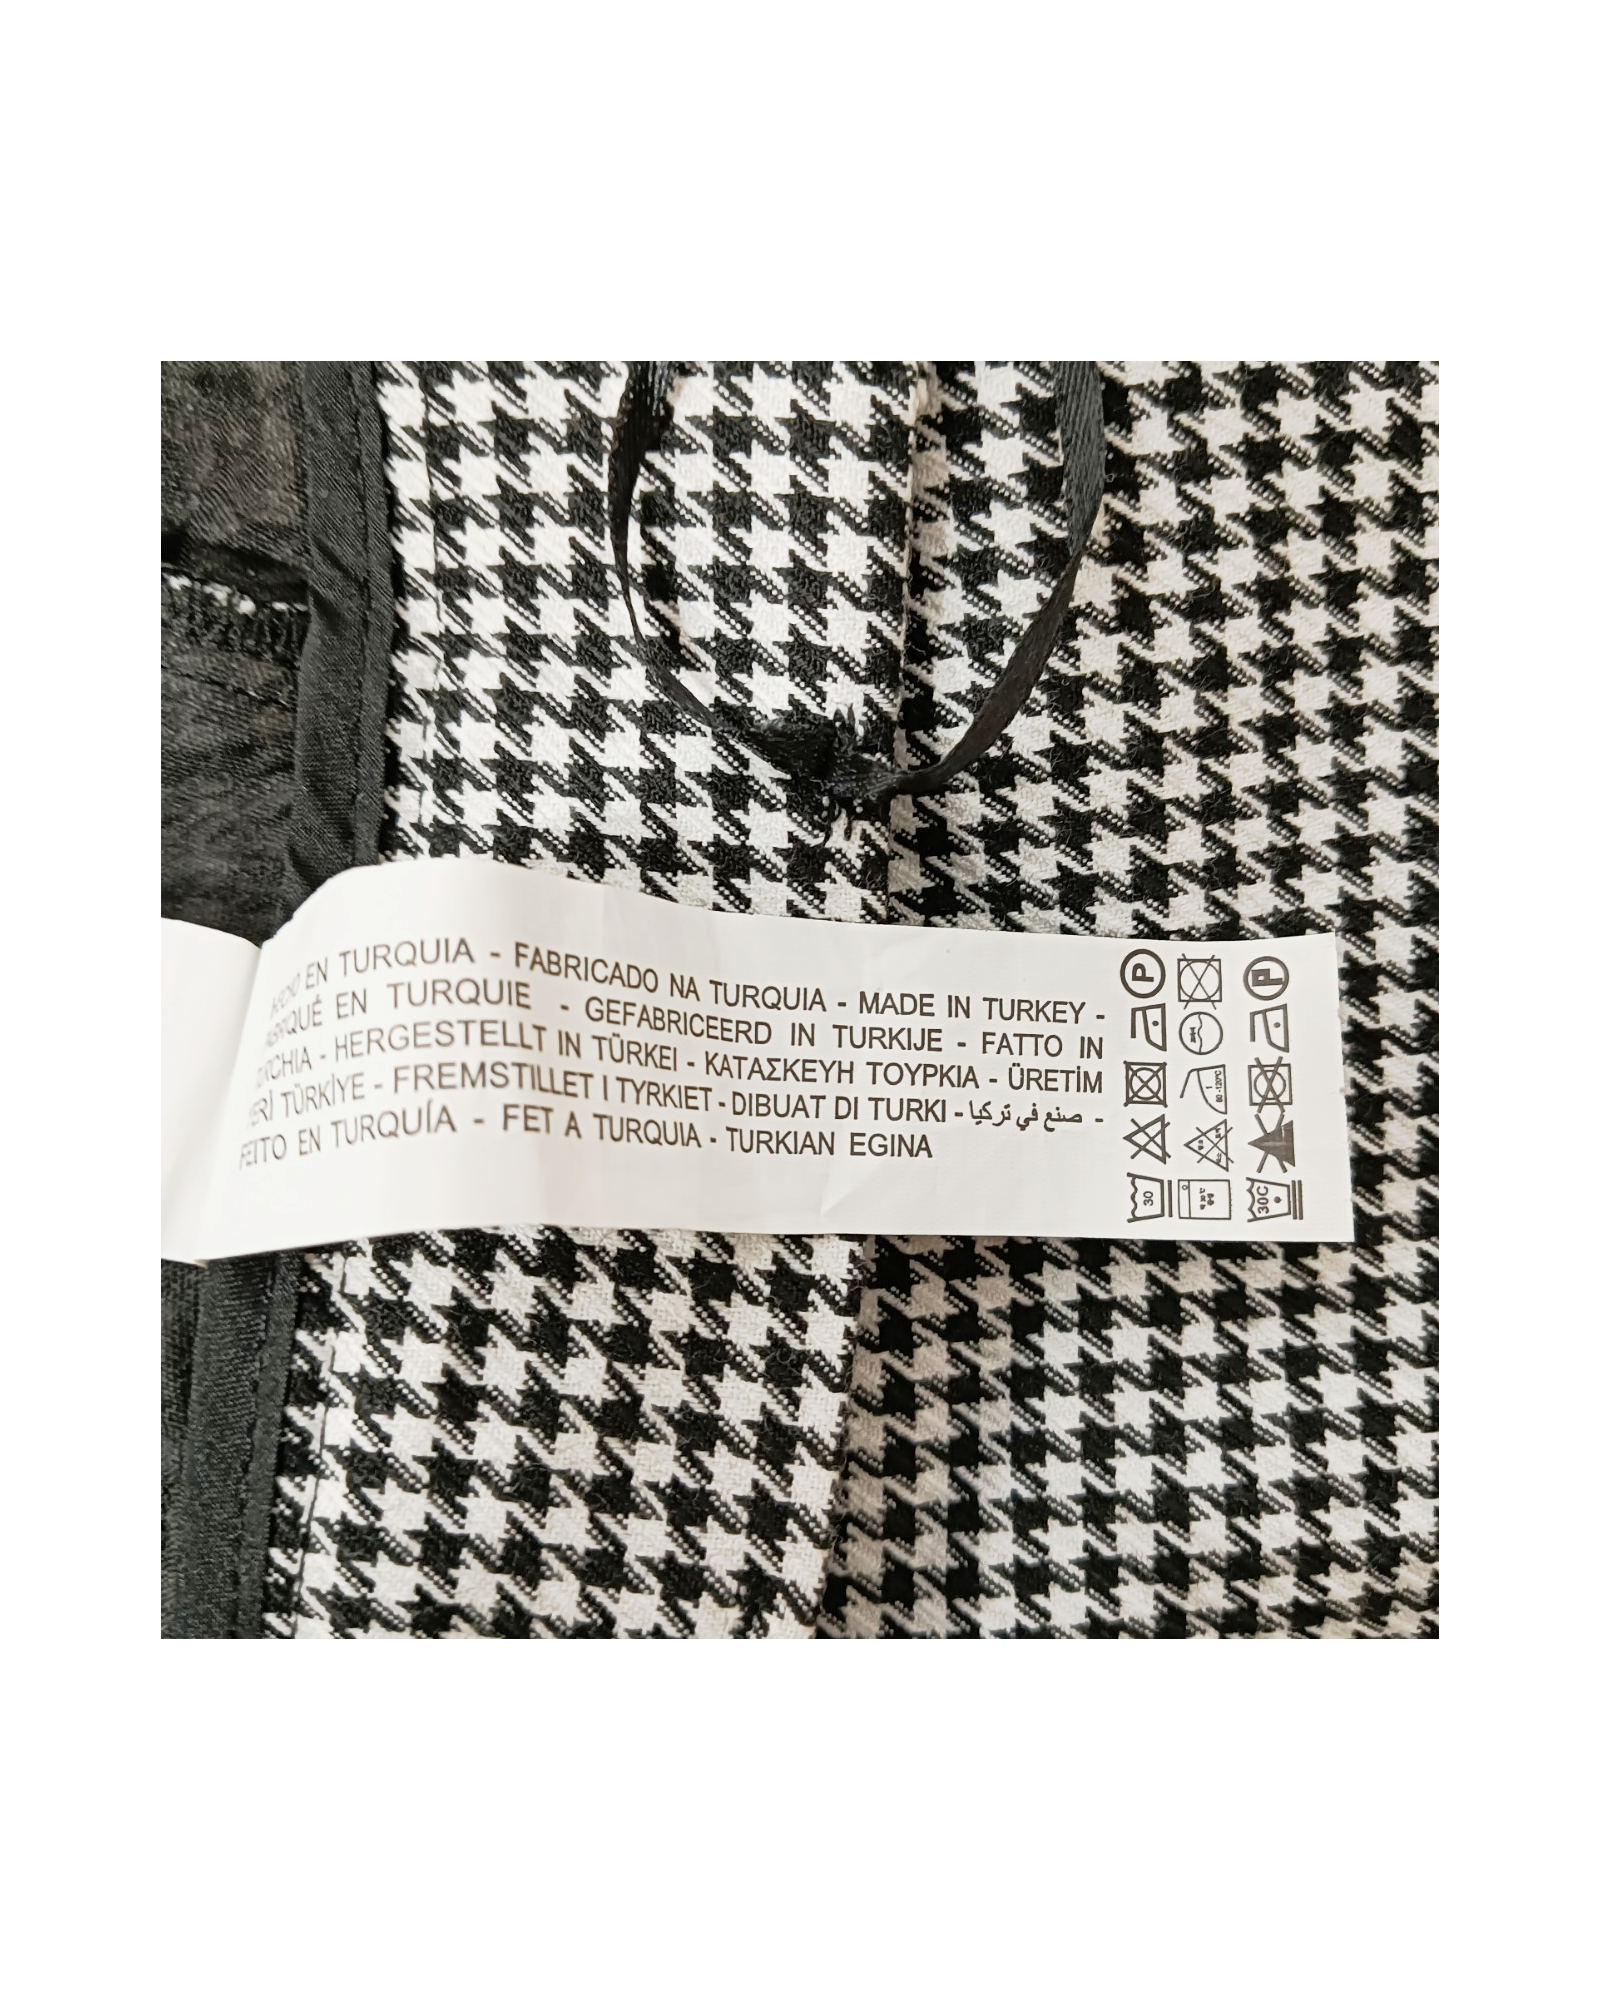 EN TURQUIA - FABRICADO NA TURQUIA - MADE IN TURKEY -
EN TURQUIE - GEFABRICEERD IN TURKIJE - FATTO IN
- HERGESTELLT IN TÜRKEI - ΚΑΤΑΣΚΕΥΗ ΤΟΥΡΚΙΑ - ÜRETİM
YERİ TÜRKİYE - FREMSTILLET I TYRKIET - DIBUAT DI TURKI - صنع في تركيا -
FEITO EN TURQUÍA - FET A TURQUIA - TURKIAN EGINA
P
P
30
30C